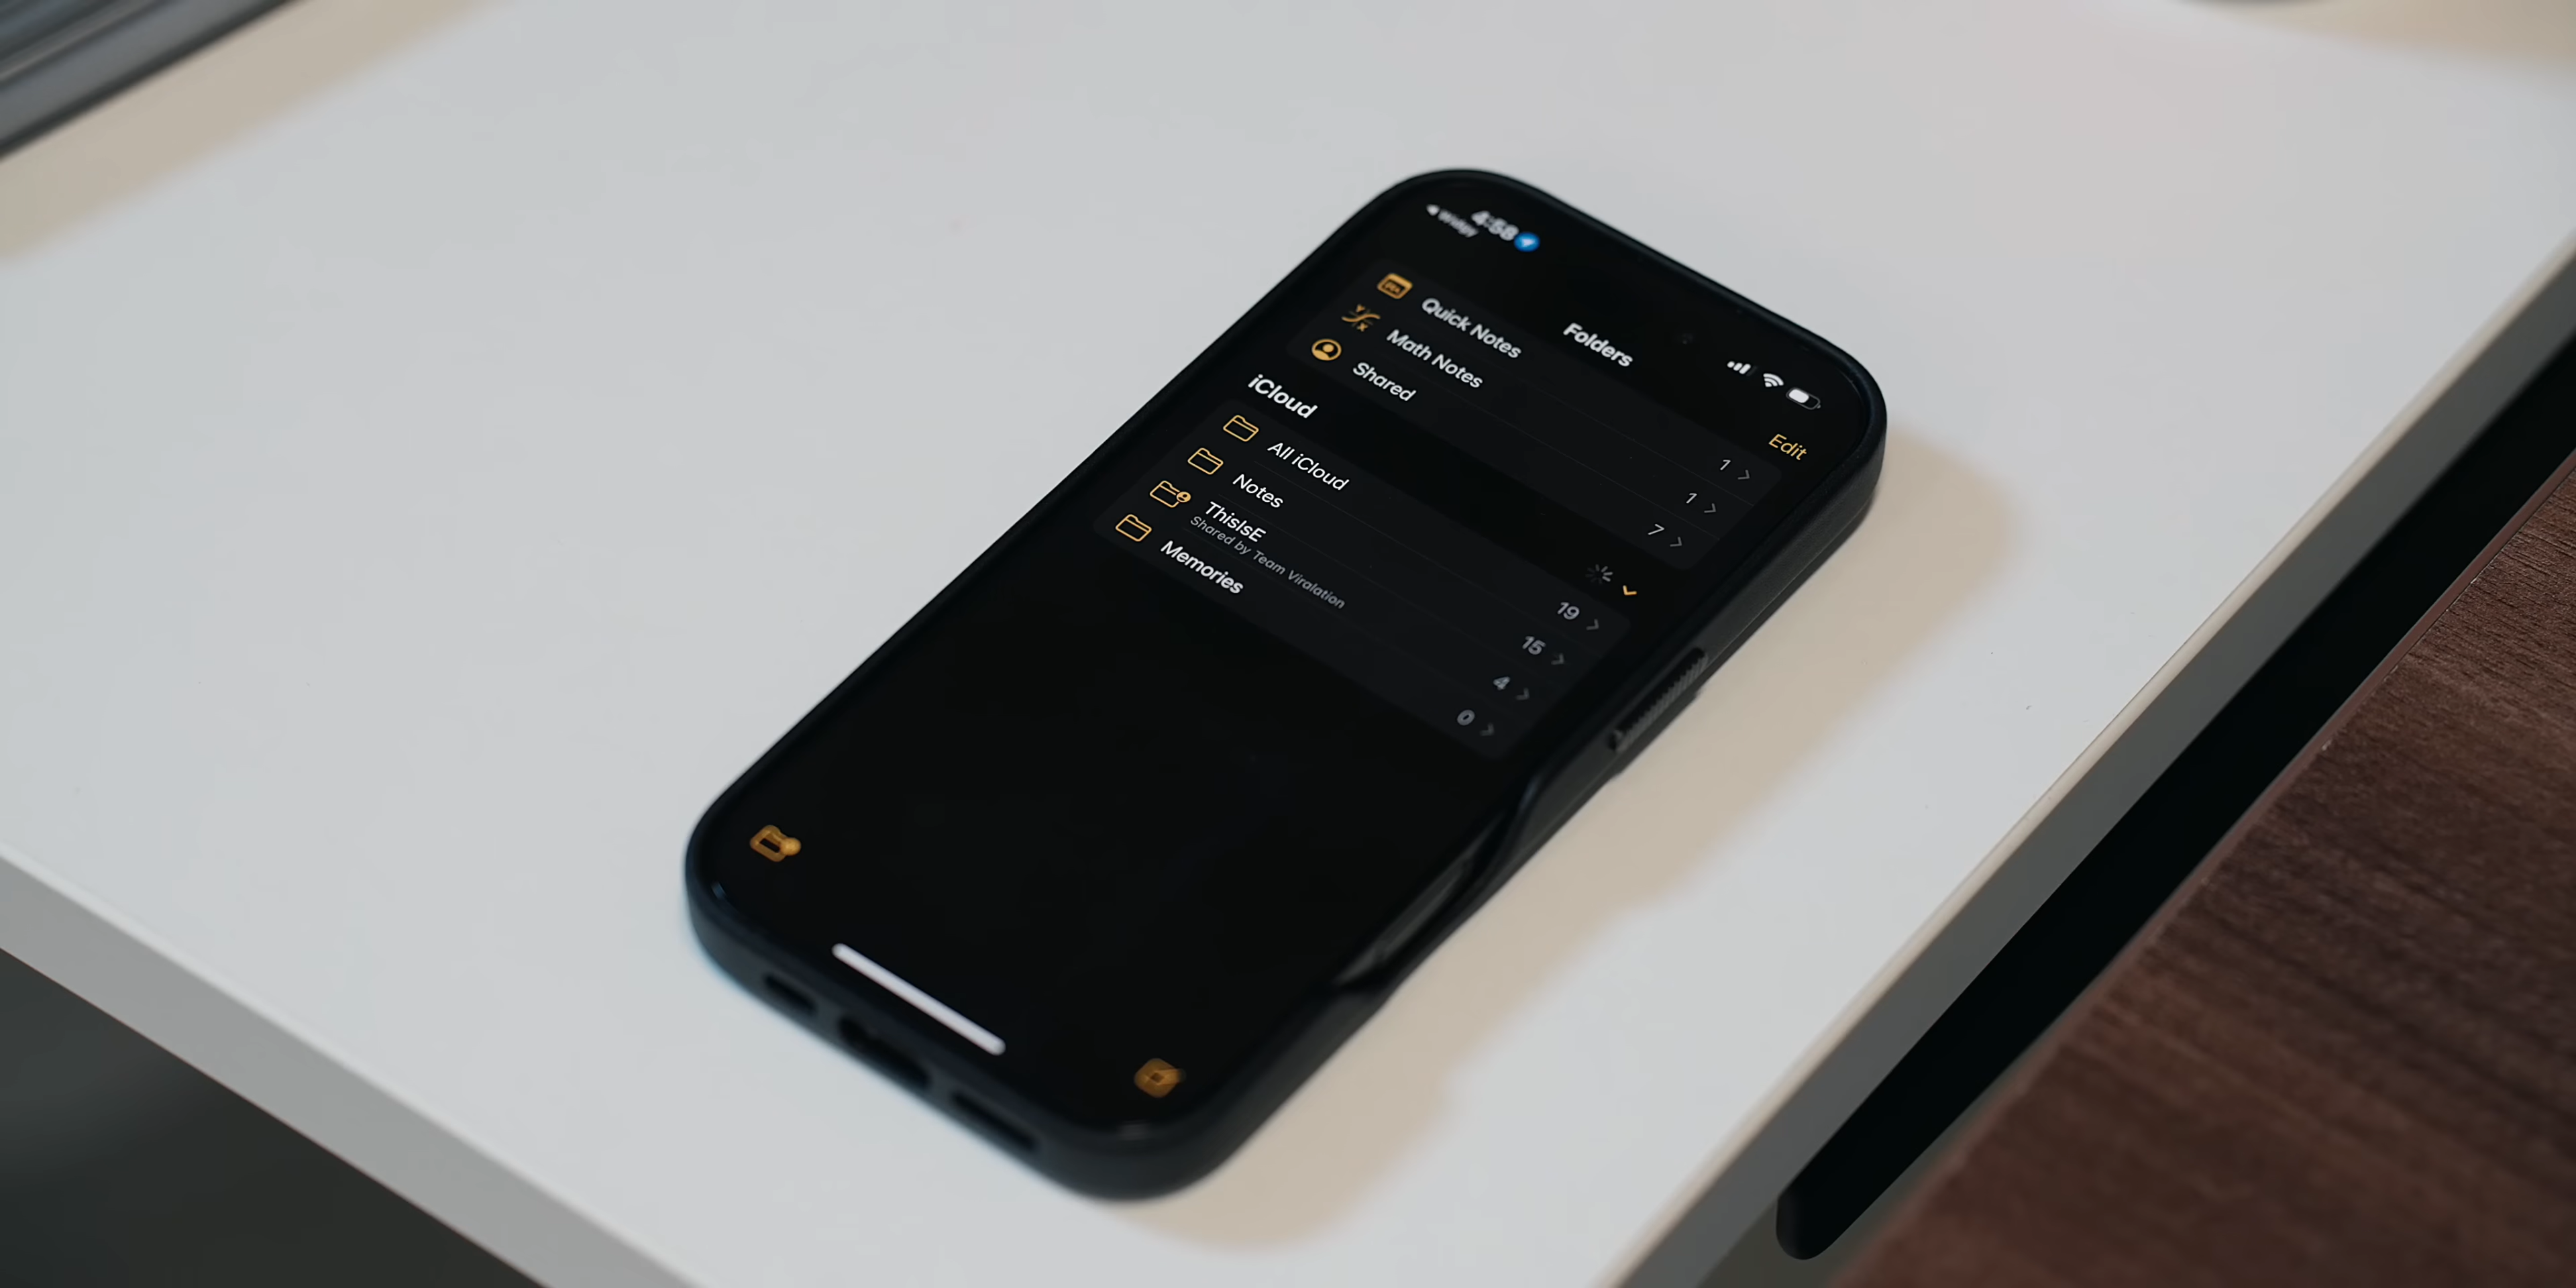 4:58
Folders
Edit
Quick Notes 1
Math Notes 1
Shared 7
iCloud
All iCloud 19
Notes 15
ThisIsE 4
Shared by Team Viralation
Memories 0